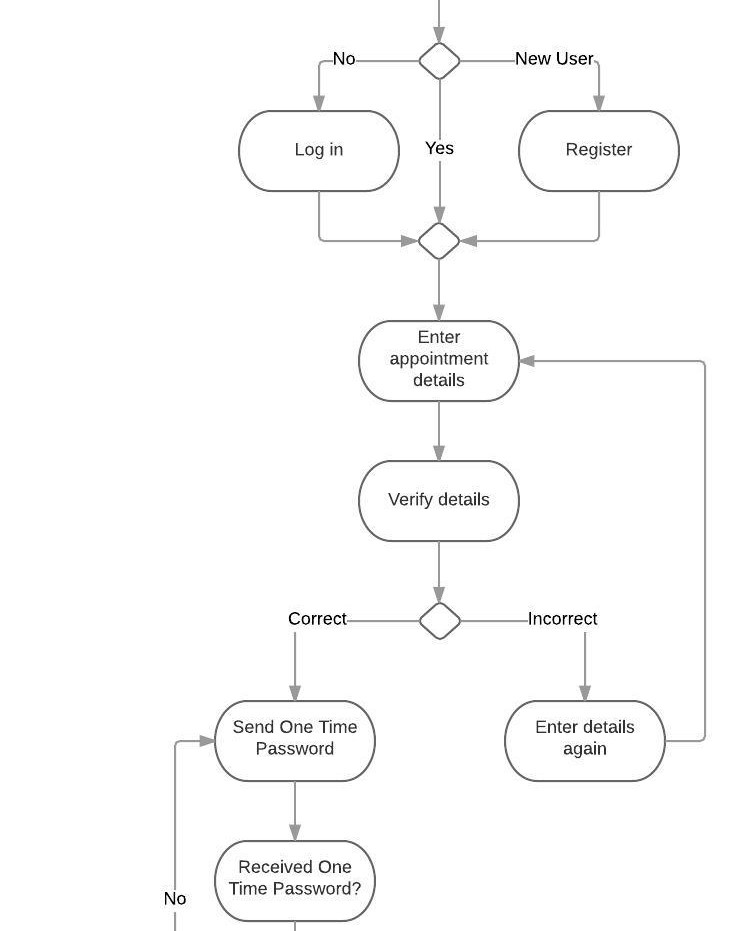 No
New User
Log in
Yes
Register
Enter
appointment
details
Verify details
Correct
Incorrect
Send One Time
Password
Enter details
again
Received One
Time Password?
No